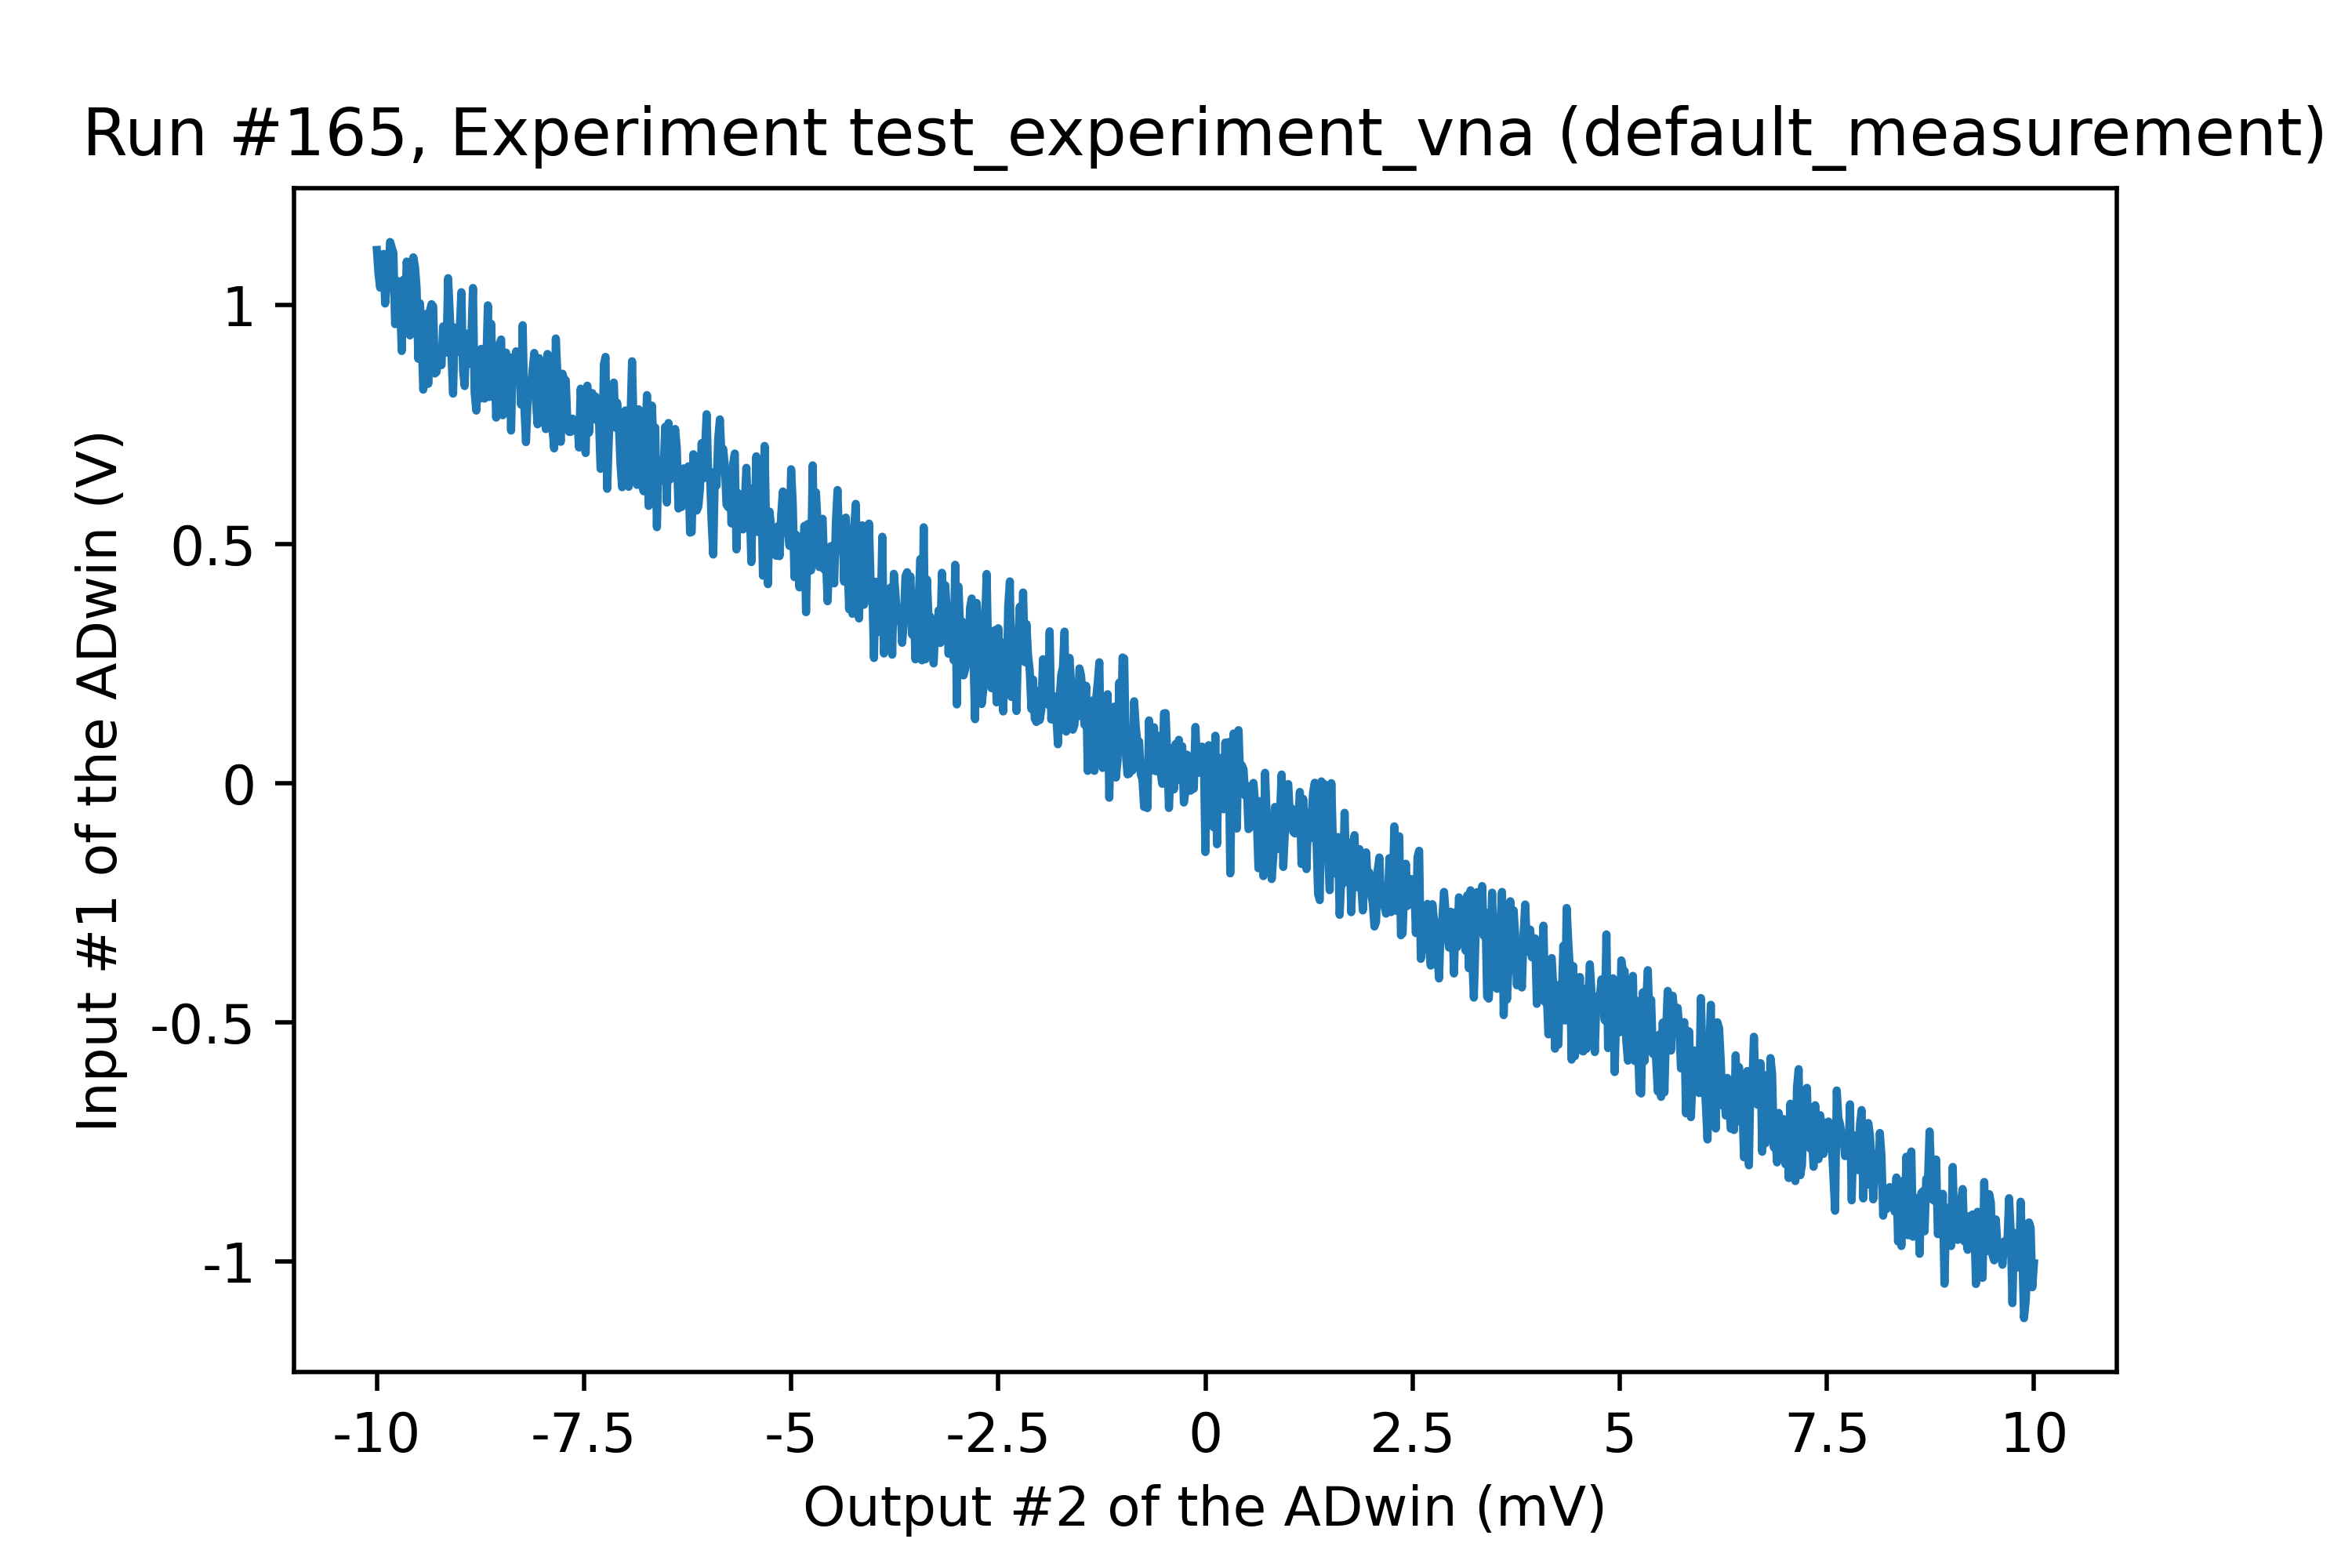 Run #165, Experiment test_experiment_vna (default_measurement)
Input #1 of the ADwin (V)
1
0.5
0
-0.5
-1
-10 -7.5 -5 -2.5 0 2.5 5 7.5 10
Output #2 of the ADwin (mV)